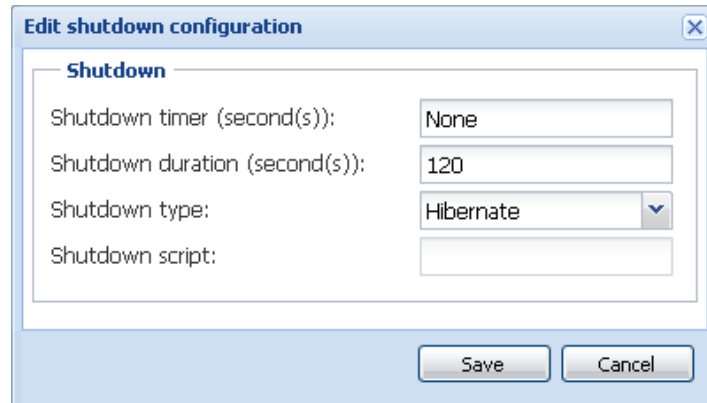 Edit shutdown configuration
Shutdown
Shutdown timer (second(s)): None
Shutdown duration (second(s)): 120
Shutdown type: Hibernate
Shutdown script:
Save Cancel